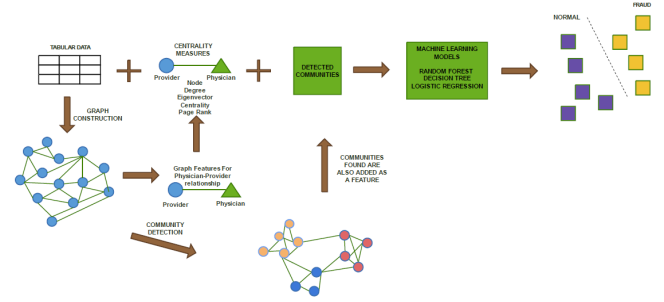 FRAUD
NORMAL
TABULAR DATA
CENTRALITY
MEASURES
Provider
Physician
Node
Degree
Eigenvector
Centrality
Page Rank
DETECTED
COMMUNITIES
MACHINE LEARNING
MODELS
RANDOM FOREST
DECISION TREE
LOGISTIC REGRESSION
GRAPH
CONSTRUCTION
Graph Features For
Physician-Provider
relationship
Provider
Physician
COMMUNITIES
FOUND ARE
ALSO ADDED AS
A FEATURE
COMMUNITY
DETECTION